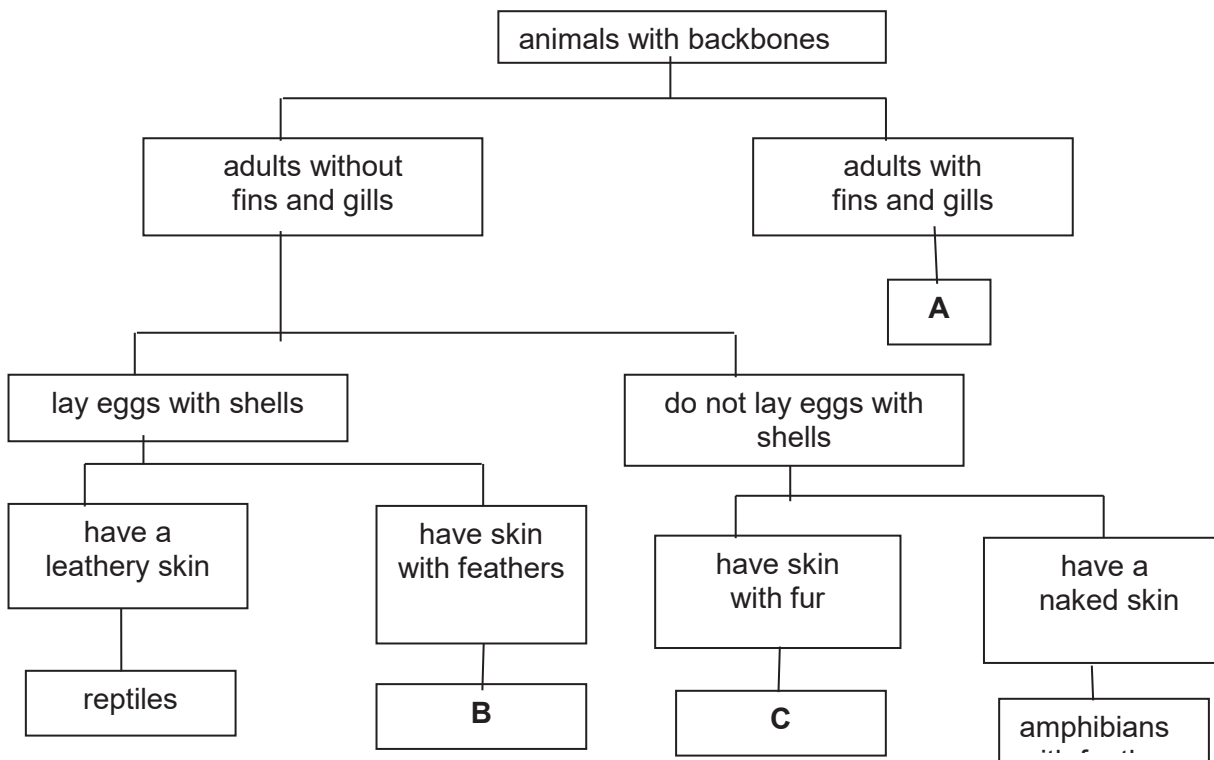 animals with backbones
adults without
fins and gills
adults with
fins and gills
A
lay eggs with shells
do not lay eggs with
shells
have a
leathery skin
have skin
with feathers
have skin
with fur
have a
naked skin
reptiles
B
C
amphibians